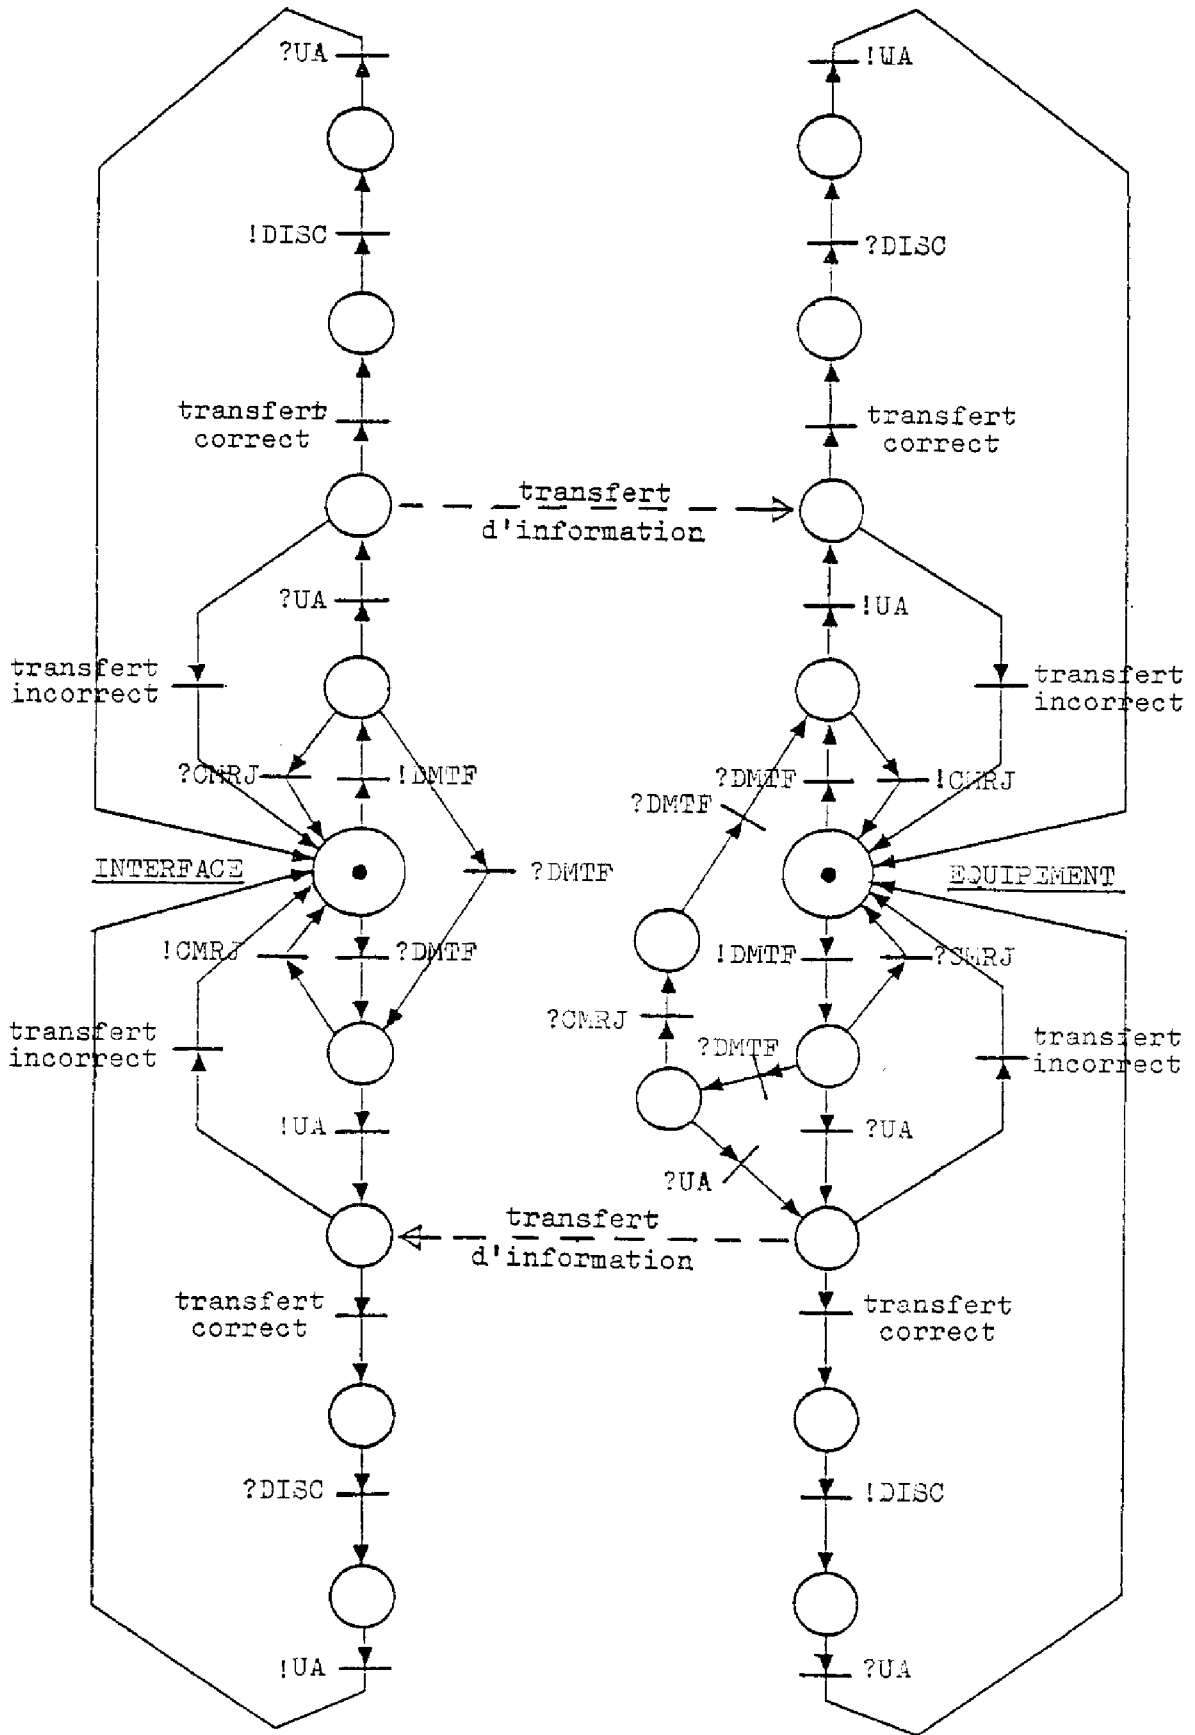 ?UA
!UA
!DISC
?DISC
transfert
correct
transfert
correct
transfert
d'information
?UA
!UA
transfert
incorrect
transfert
incorrect
?CMRJ
!DMTF
?DMTF
!CMRJ
?DMTF
INTERFACE
?DMTF
EQUIPEMENT
!CMRJ
?DMTF
!DMTF
?CMRJ
?CMRJ
transfert
incorrect
?DMTF
transfert
incorrect
!UA
?UA
?UA
transfert
d'information
transfert
correct
transfert
correct
?DISC
!DISC
!UA
?UA